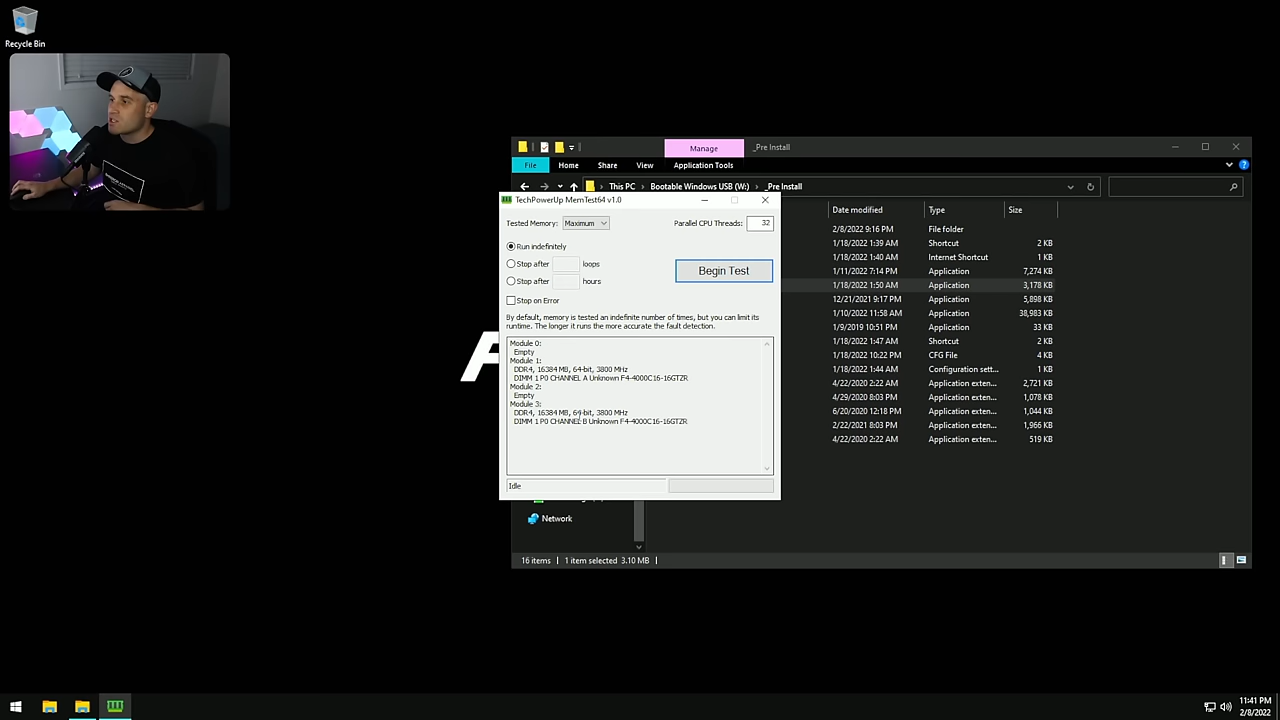 Recycle Bin
Manage
_Pre Install
File
Home
Share
View
Application Tools
This PC
Bootable Windows USB (W:)
_Pre Install
TechPowerUp MemTest64 v1.0
Tested Memory:
Maximum
Parallel CPU Threads:
32
Run indefinitely
Stop after
loops
Begin Test
Stop after
hours
Stop on Error
By default, memory is tested an indefinite number of times, but you can limit its
runtime. The longer it runs the more accurate the fault detection.
Module 0:
Empty
Module 1:
DDR4, 16384 MB, 64-bit, 3800 MHz
DIMM 1 P0 CHANNEL A Unknown F4-4000C16-16GTZR
Module 2:
Empty
Module 3:
DDR4, 16384 MB, 64-bit, 3800 MHz
DIMM 1 P0 CHANNEL B Unknown F4-4000C16-16GTZR
Idle
Date modified
Type
Size
2/8/2022 9:16 PM
File folder
1/18/2022 1:39 AM
Shortcut
2 KB
1/18/2022 1:40 AM
Internet Shortcut
1 KB
1/11/2022 7:14 PM
Application
7,274 KB
1/18/2022 1:50 AM
Application
3,178 KB
12/21/2021 9:17 PM
Application
5,898 KB
1/10/2022 11:58 AM
Application
38,983 KB
1/9/2019 10:51 PM
Application
33 KB
1/18/2022 1:47 AM
Shortcut
2 KB
1/18/2022 10:22 PM
CFG File
4 KB
1/18/2022 1:44 AM
Configuration sett...
1 KB
4/22/2020 2:22 AM
Application exten...
2,721 KB
4/29/2020 8:03 PM
Application exten...
1,078 KB
6/20/2020 12:18 PM
Application exten...
1,044 KB
2/22/2021 8:03 PM
Application exten...
1,966 KB
4/22/2020 2:22 AM
Application exten...
519 KB
Network
16 items
1 item selected 3.10 MB
11:41 PM
2/8/2022